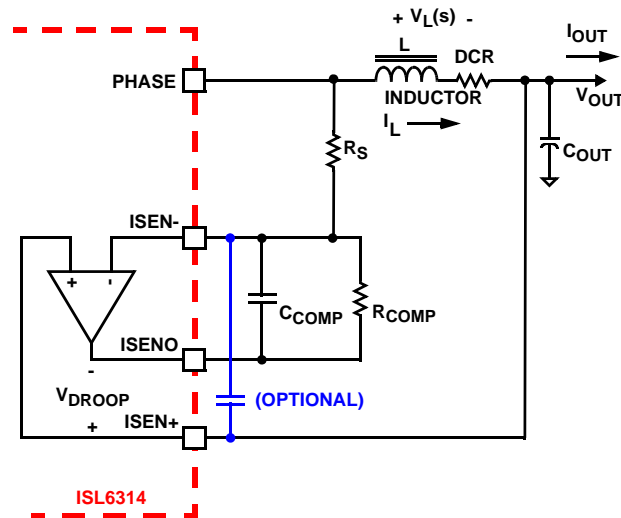 + VL(s) -
L
DCR
IOUT
PHASE
INDUCTOR
VOUT
IL
RS
COUT
ISEN-
+ -
CCOMP
RCOMP
ISENO
-
VDROOP
(OPTIONAL)
+
ISEN+
ISL6314